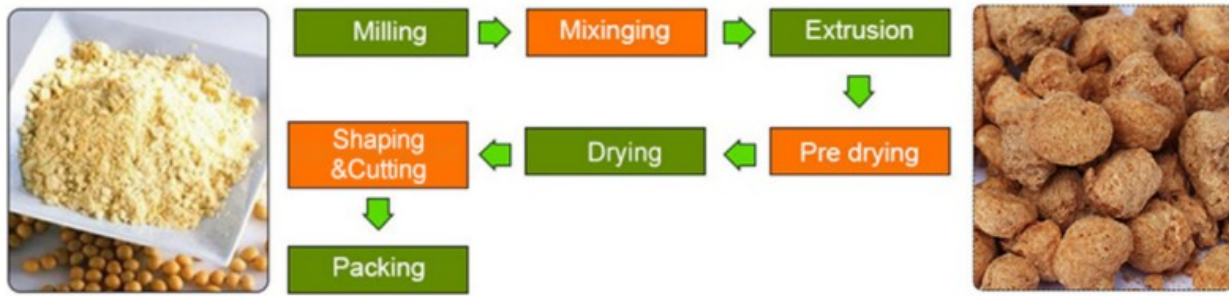 Milling
Mixinging
Extrusion
Pre drying
Drying
Shaping
&Cutting
Packing